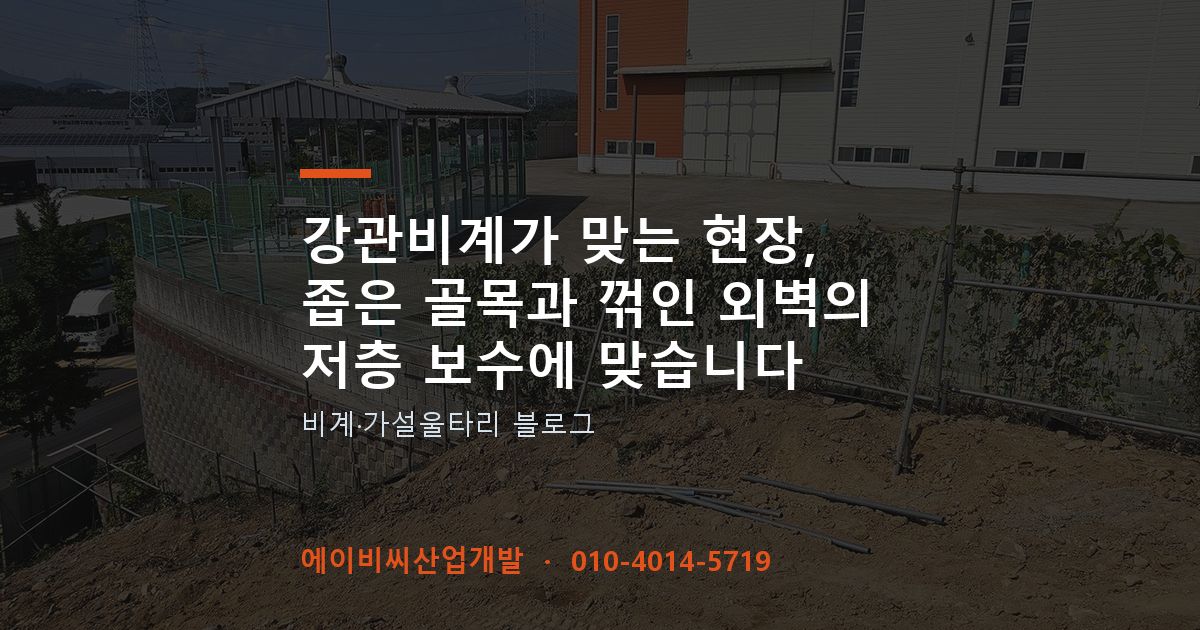 강관비계가 맞는 현장,
좁은 골목과 꺾인 외벽의
저층 보수에 맞습니다
비계·가설울타리 블로그
에이비씨산업개발 · 010-4014-5719